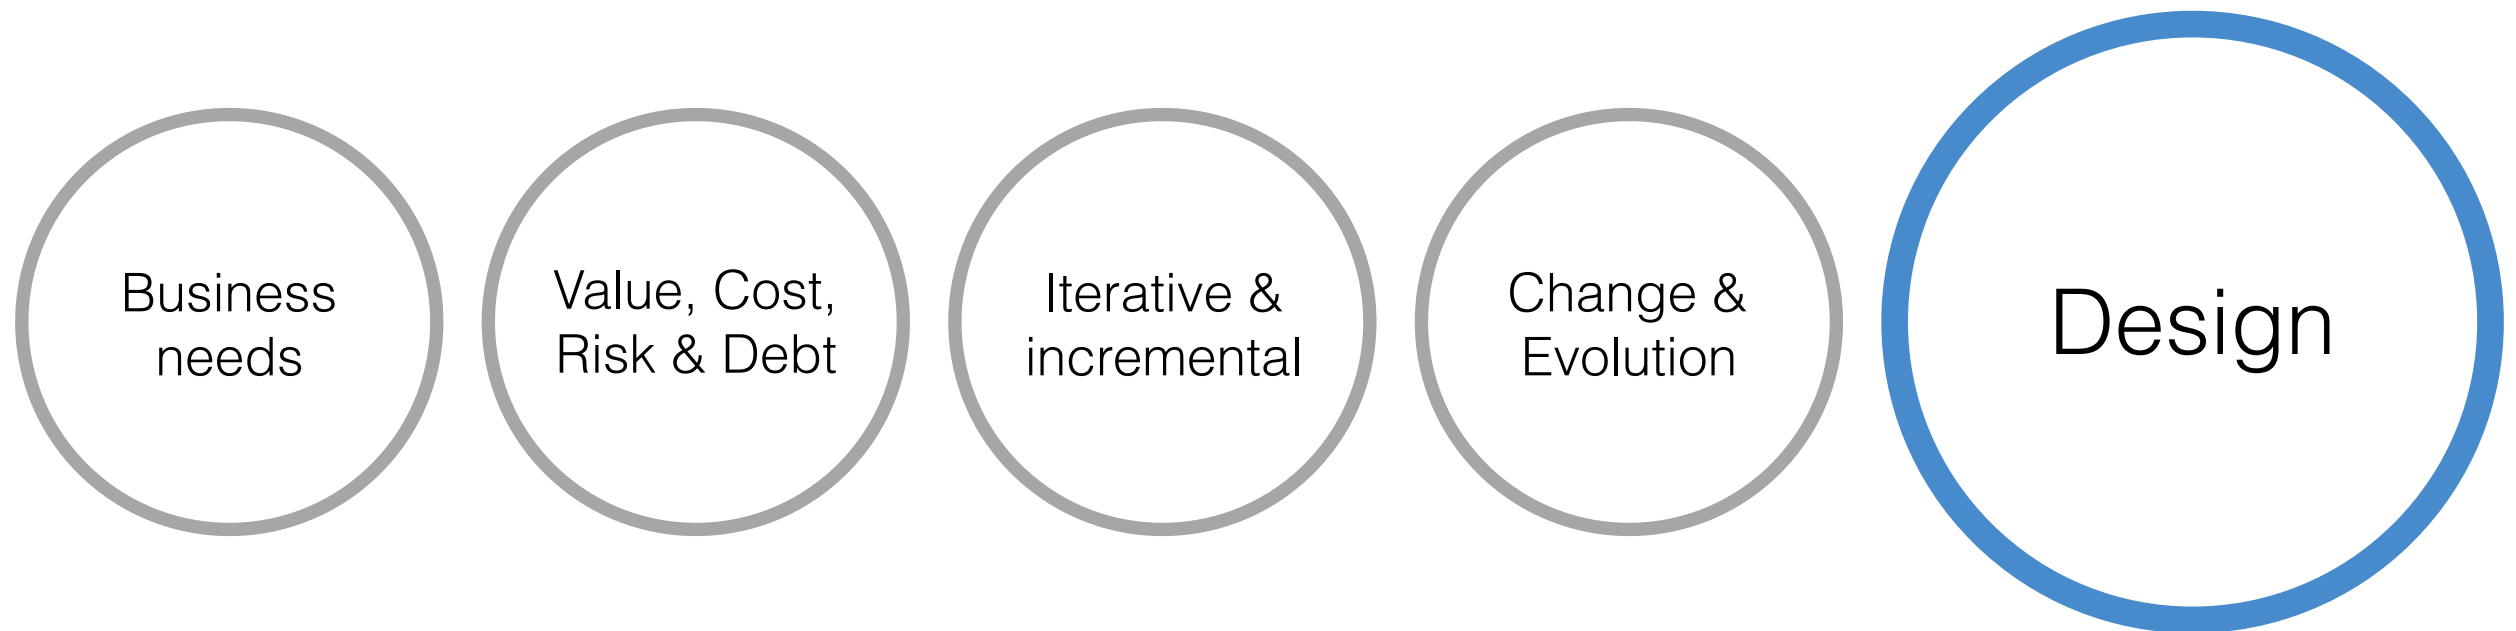 Business
needs
Value, Cost,
Risk & Debt
Iterative &
incremental
Change &
Evolution
Design